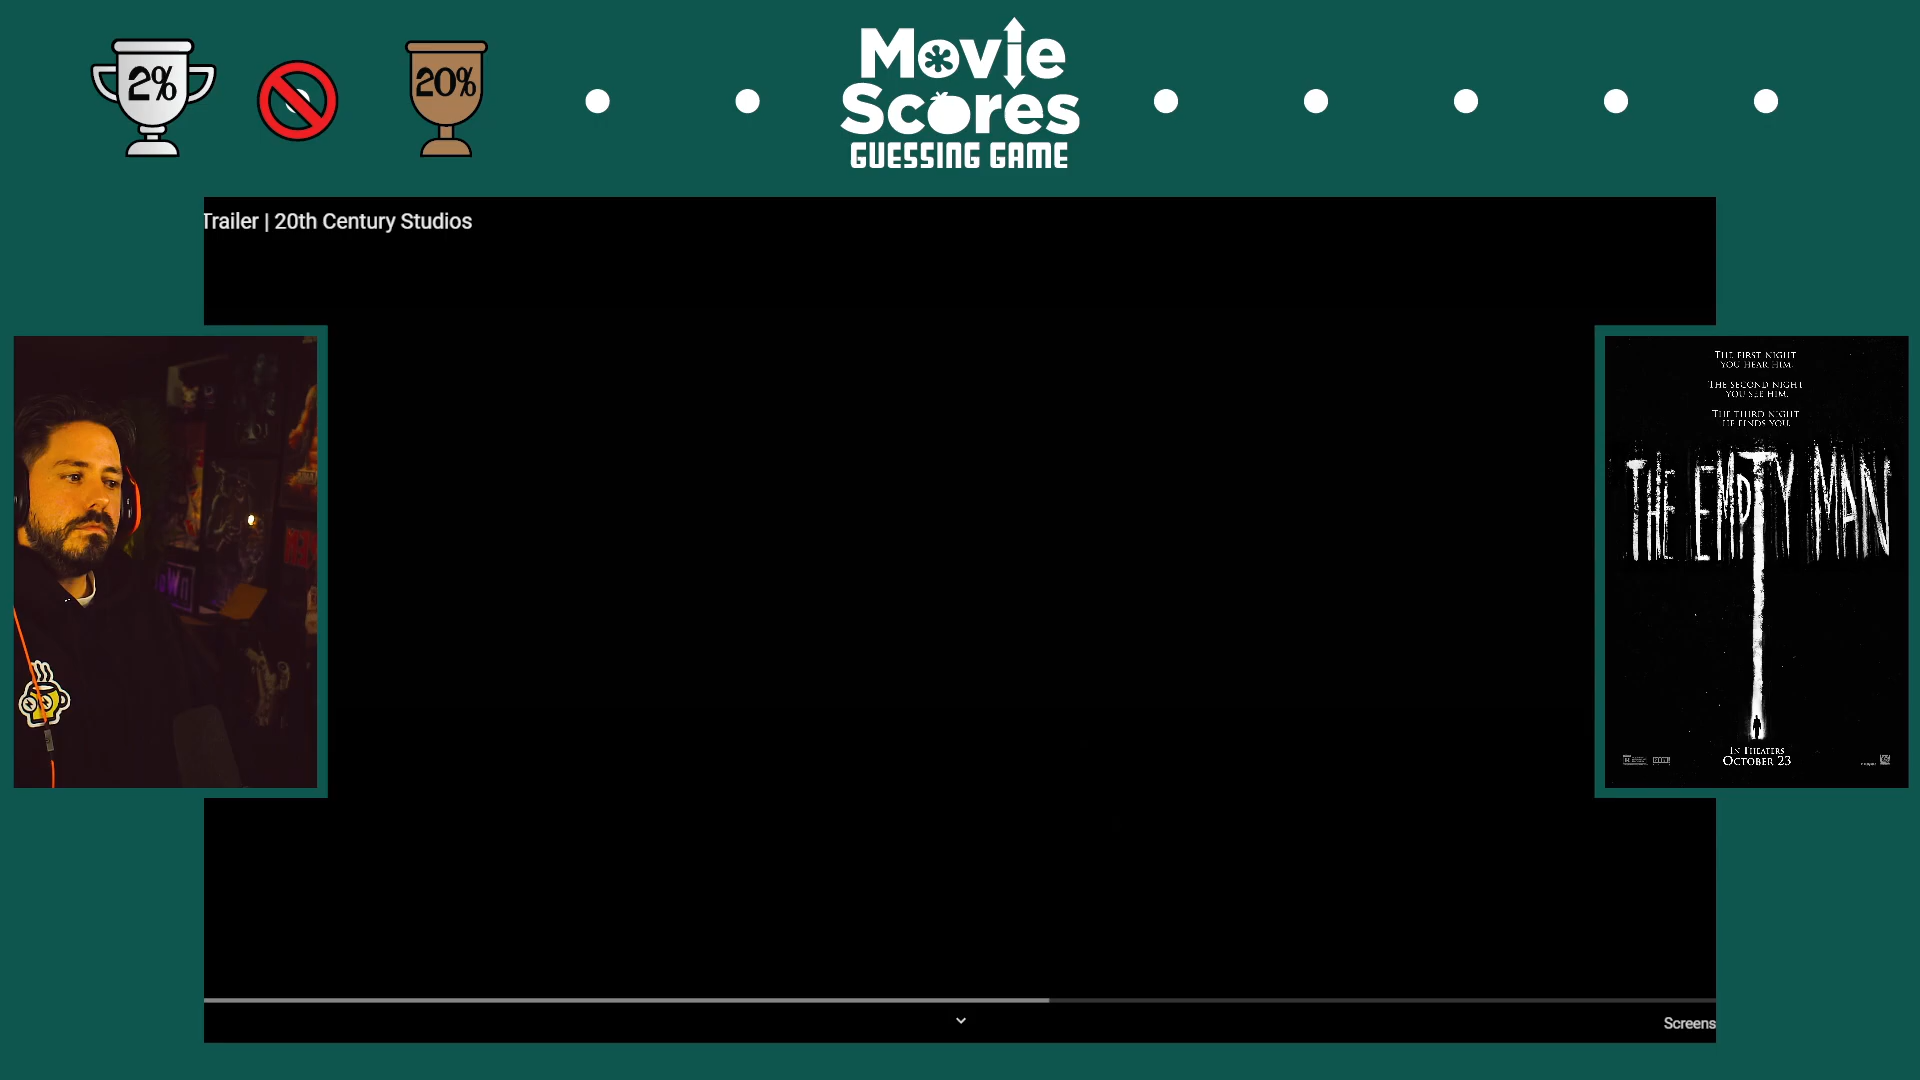 2%
20%
Movie
Scores
GUESSING GAME
Trailer | 20th Century Studios
THE FIRST NIGHT
YOU HEAR HIM.
THE SECOND NIGHT
YOU SEE HIM.
THE THIRD NIGHT
HE FINDS YOU.
THE EMPTY MAN
IN THEATERS
OCTOBER 23
Screens